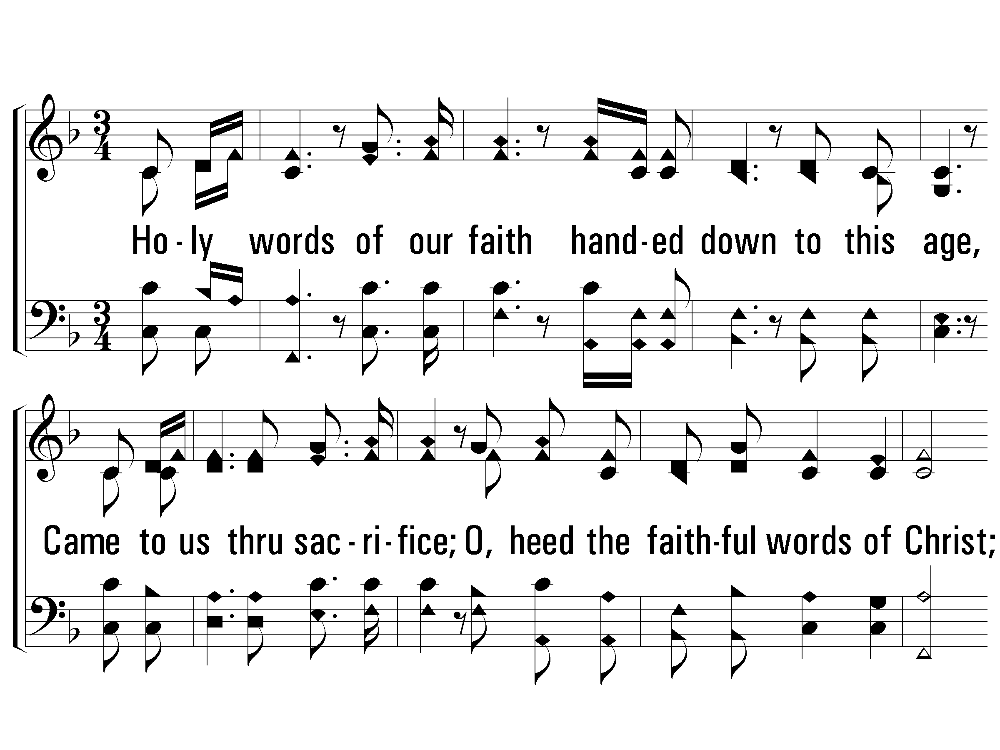 Ho - ly words of our faith hand-ed down to this age,
Came to us thru sac - ri - fice; O, heed the faith-ful words of Christ;